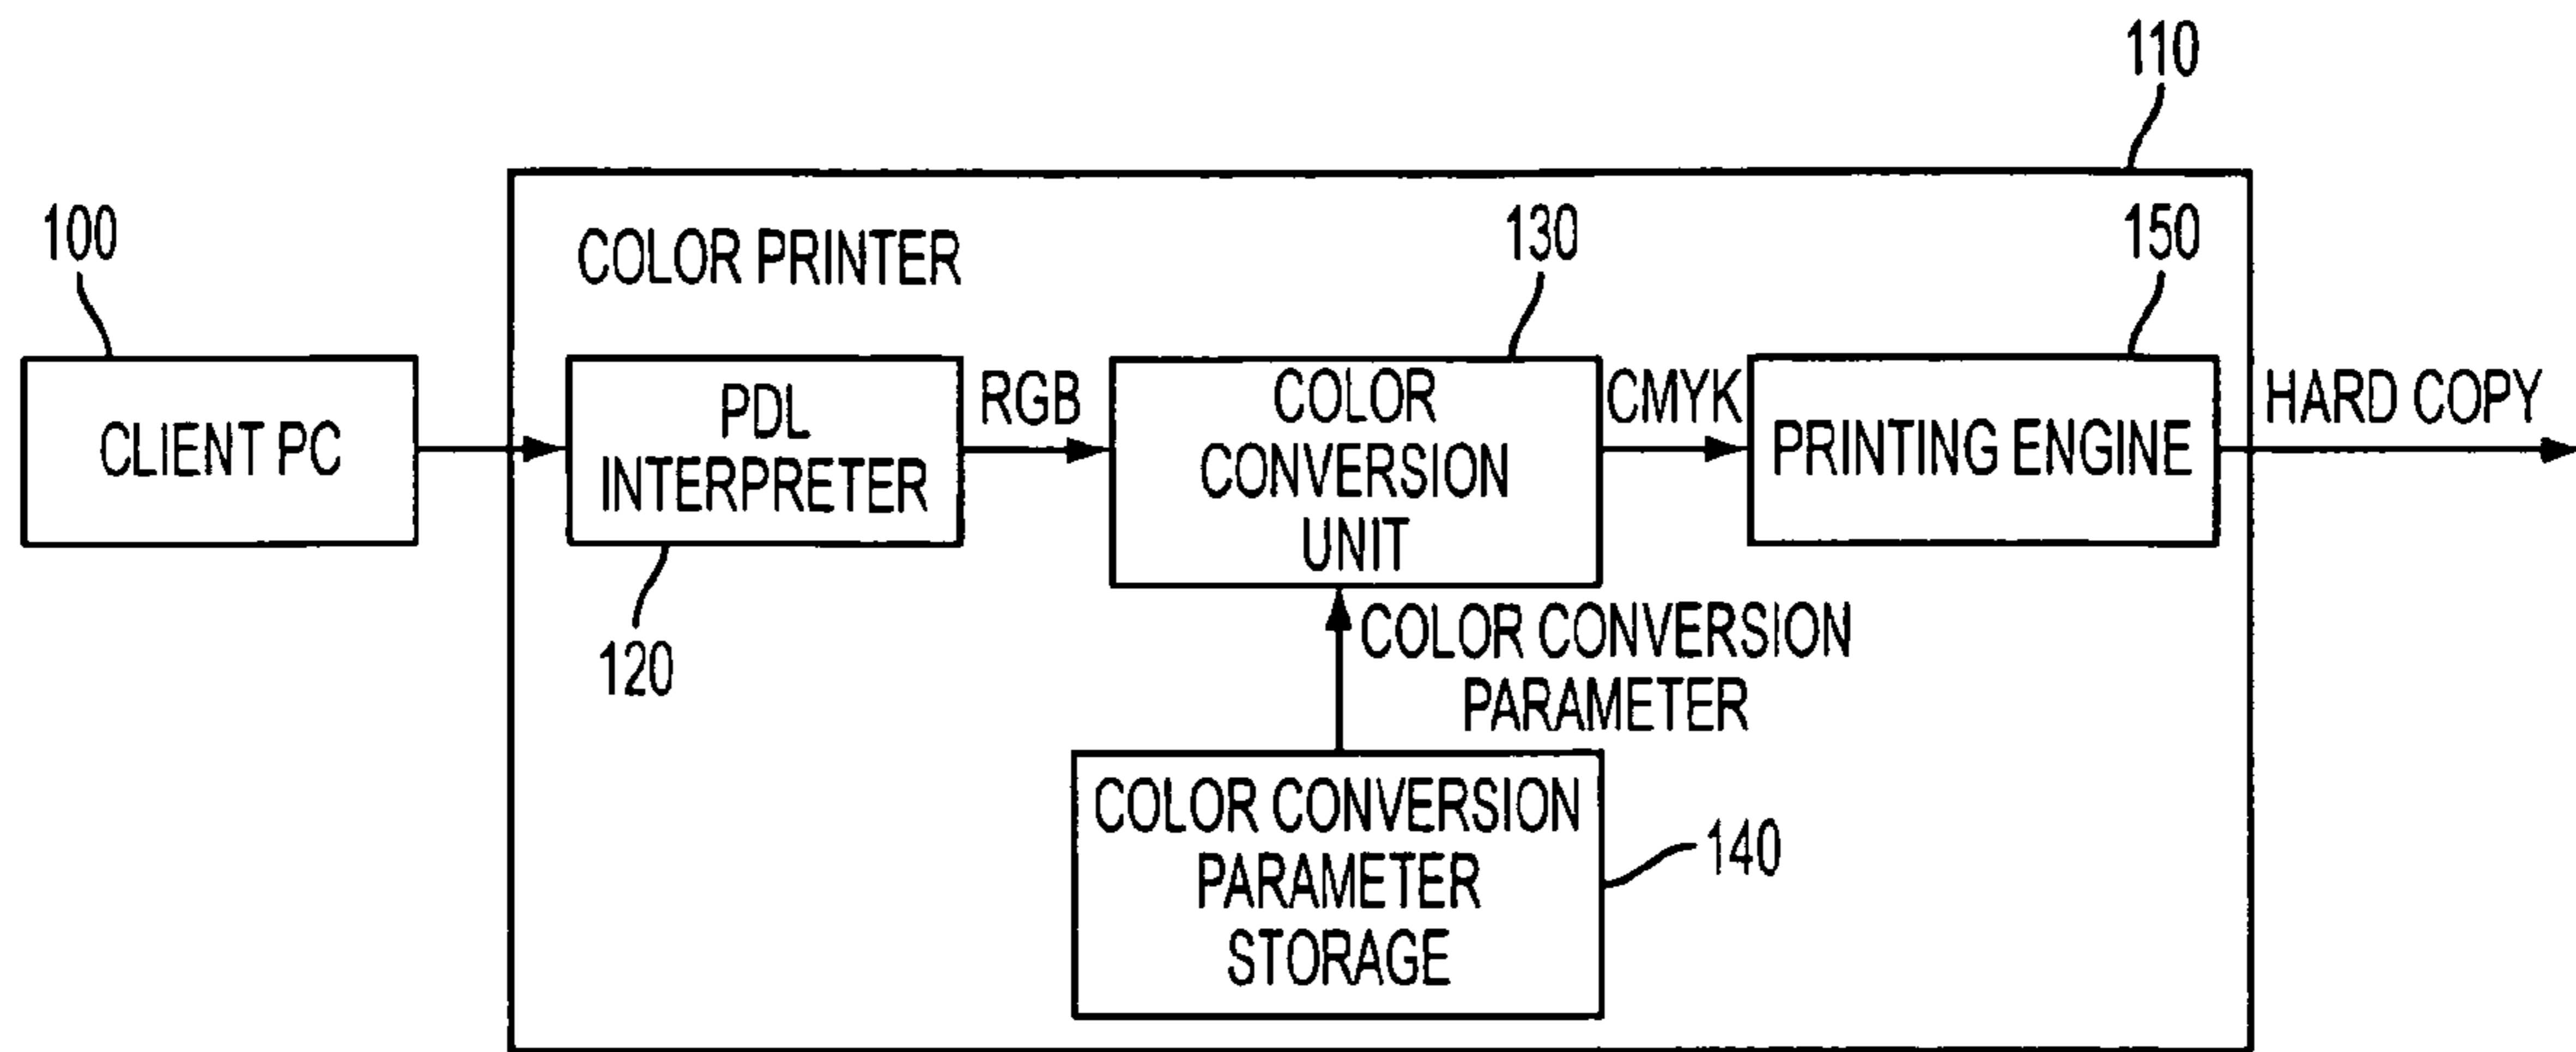 110
100
COLOR PRINTER
130
150
CLIENT PC
PDL
INTERPRETER
RGB
COLOR
CONVERSION
UNIT
CMYK
PRINTING ENGINE
HARD COPY
120
COLOR CONVERSION
PARAMETER
COLOR CONVERSION
PARAMETER
STORAGE
140